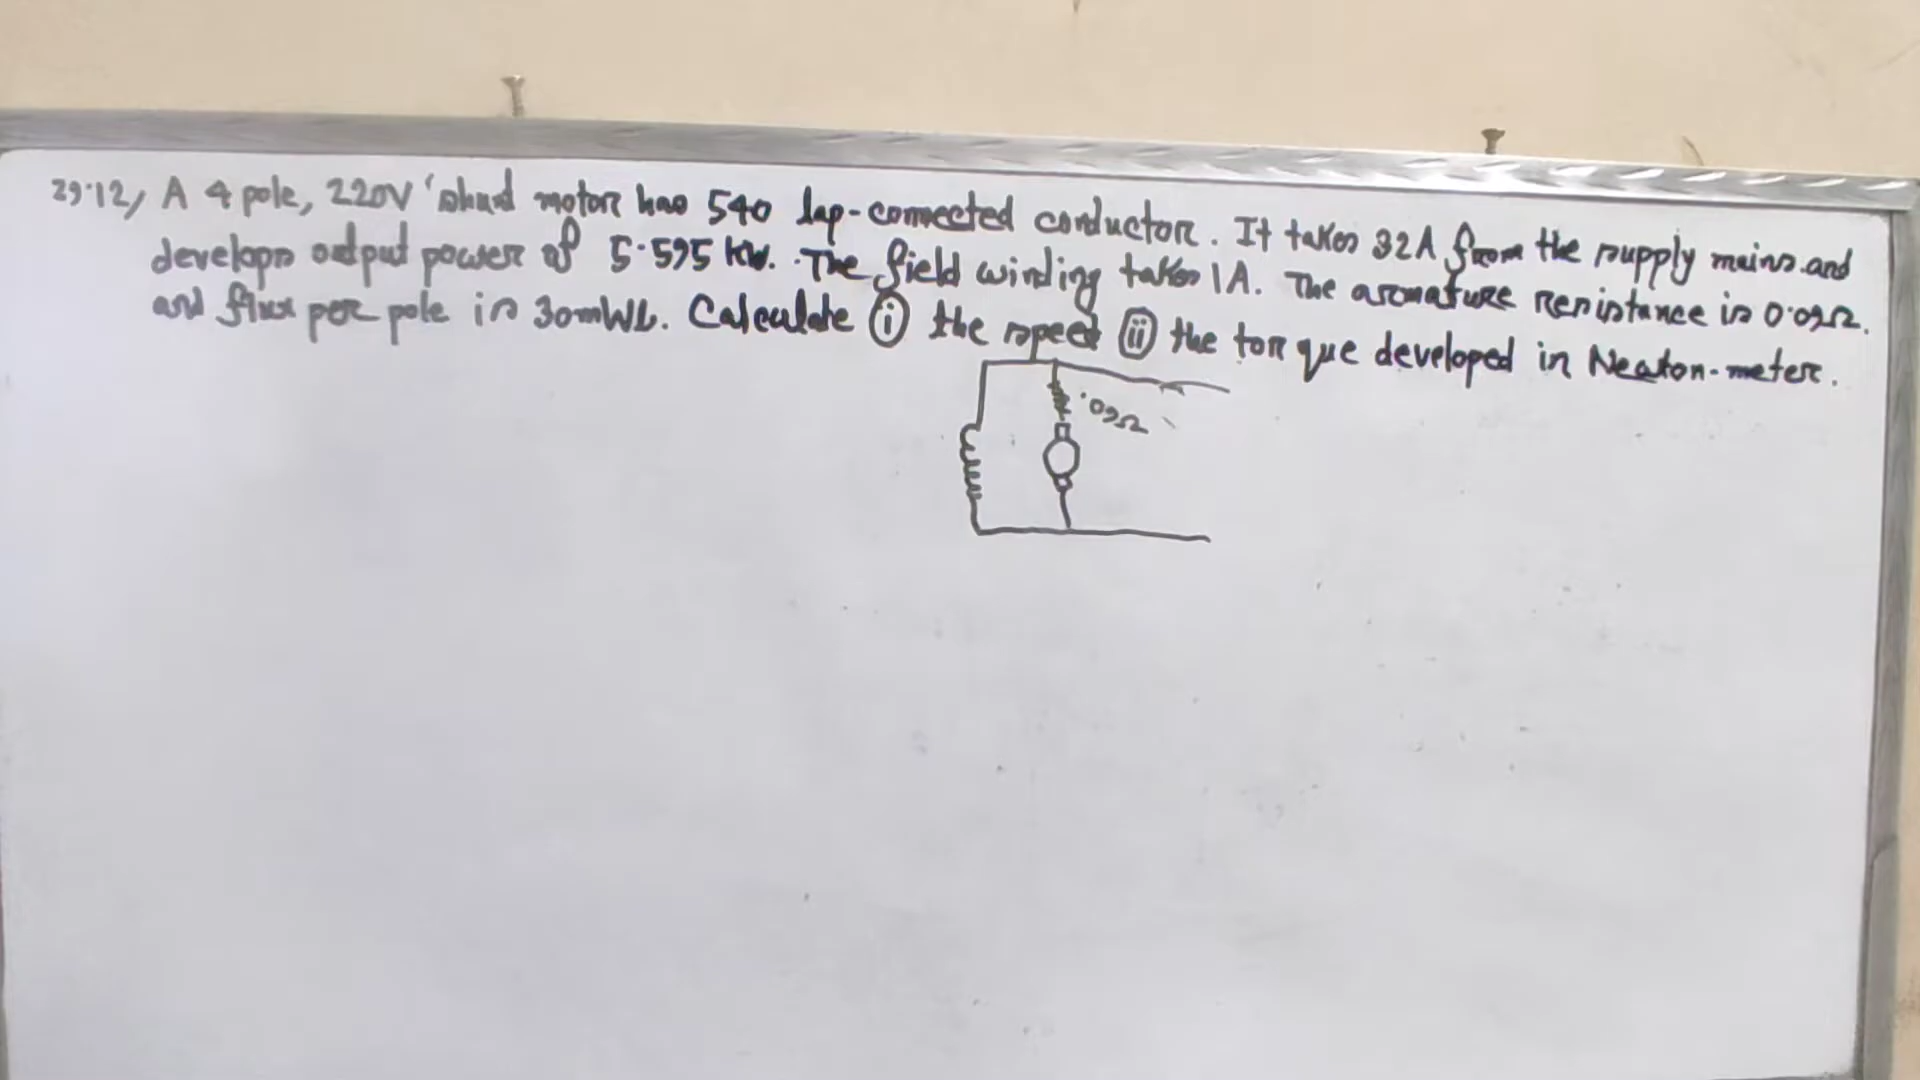 29.12, A 4 pole, 220V shunt motor has 540 lap-connected conductor. It takes 32A from the supply mains and
develops output power of 5.595 KW. The field winding takes 1A. The armature resistance is 0.09Ω.
and flux per pole is 30mWb. Calculate (i) the speed (ii) the torque developed in Newton-meter.
.09Ω